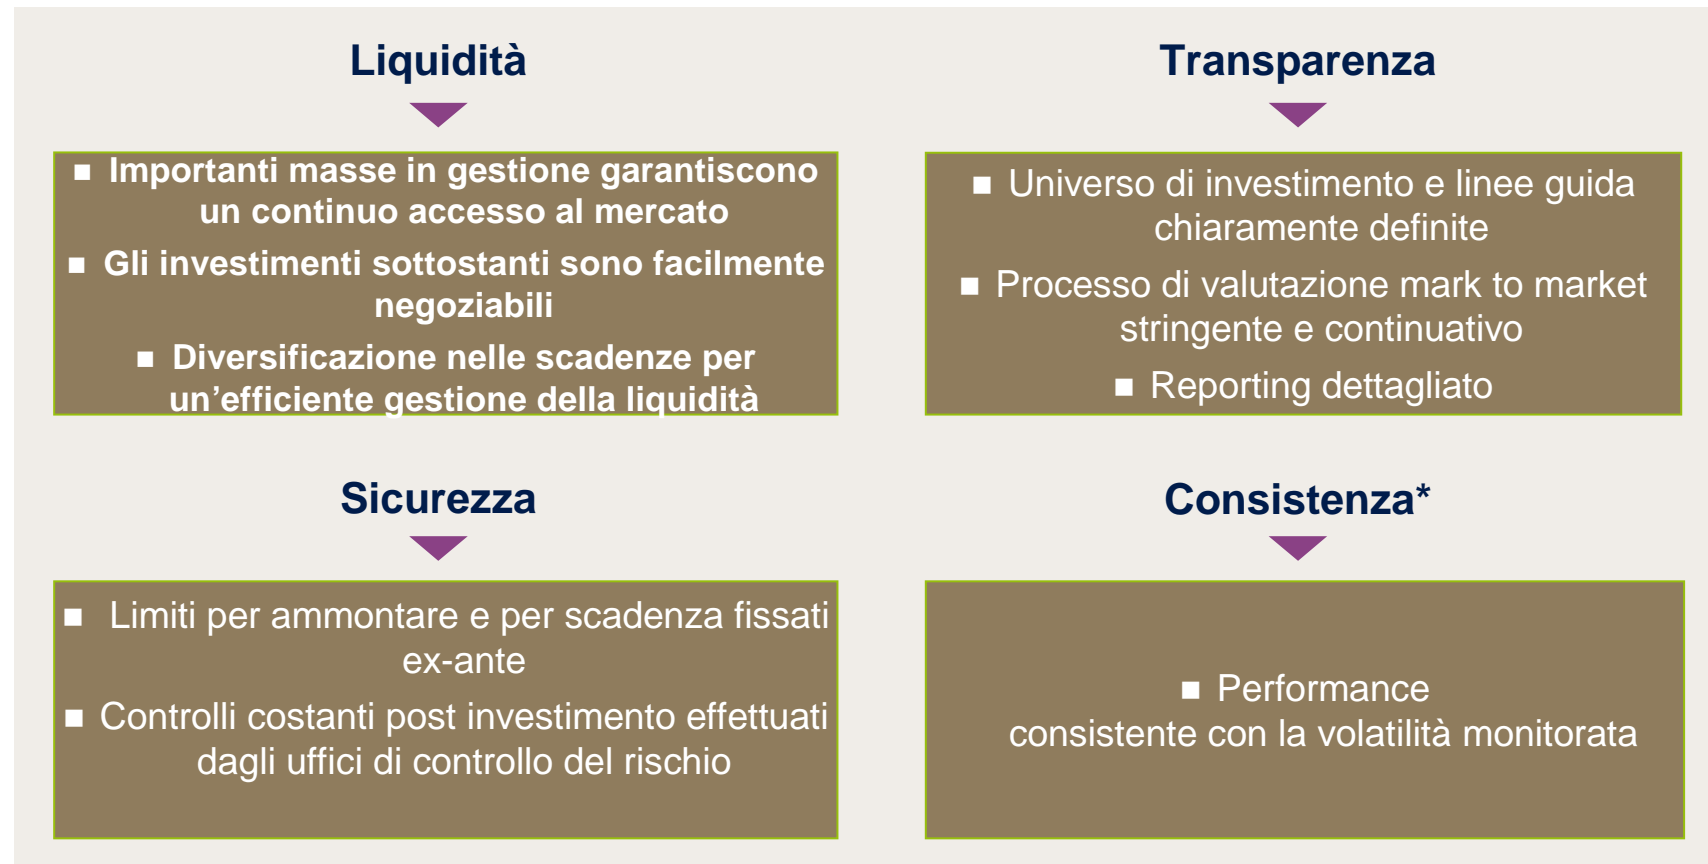 Liquidità
■ Importanti masse in gestione garantiscono
un continuo accesso al mercato
■ Gli investimenti sottostanti sono facilmente
negoziabili
■ Diversificazione nelle scadenze per
un’efficiente gestione della liquidità
Transparenza
■ Universo di investimento e linee guida
chiaramente definite
■ Processo di valutazione mark to market
stringente e continuativo
■ Reporting dettagliato
Sicurezza
■ Limiti per ammontare e per scadenza fissati
ex-ante
■ Controlli costanti post investimento effettuati
dagli uffici di controllo del rischio
Consistenza*
■ Performance
consistente con la volatilità monitorata